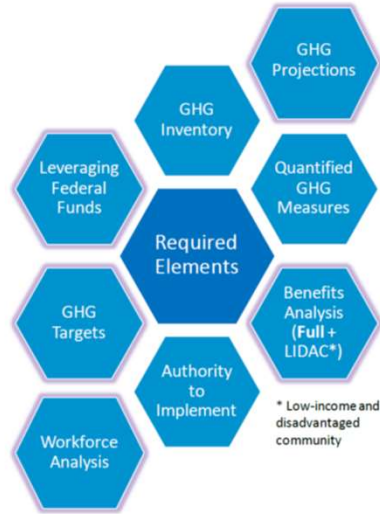 GHG
Projections
GHG
Inventory
Leveraging
Federal
Funds
Quantified
GHG
Measures
Required
Elements
GHG
Targets
Benefits
Analysis
(Full +
LIDAC*)
Authority
to
Implement
* Low-income and
disadvantaged
community
Workforce
Analysis